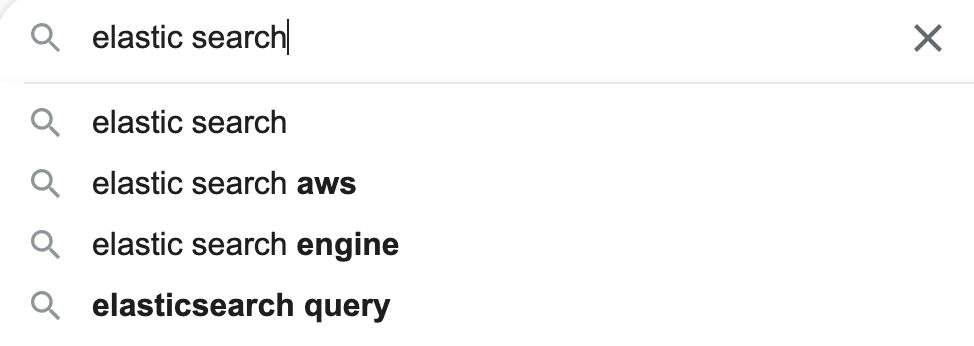 elastic search
elastic search
elastic search aws
elastic search engine
elasticsearch query